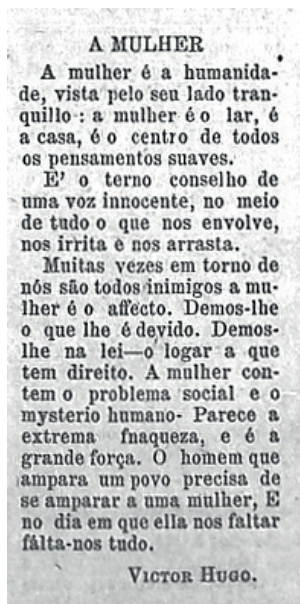 A MULHER
A mulher é a humanida-
de, vista pelo seu lado tran-
quillo : a mulher é o lar, é
a casa, é o centro de todos
os pensamentos suaves.
E' o terno conselho de
uma voz innocente, no meio
de tudo o que nos envolve,
nos irrita e nos arrasta.
Muitas vezes em torno de
nós são todos inimigos a mu-
lher é o affecto. Demos-lhe
o que lhe é devido. Demos-
lhe na lei—o logar a que
tem direito. A mulher con-
tem o problema social e o
mysterio humano- Parece a
extrema fnaqueza, e é a
grande força. O homem que
ampara um povo precisa de
se amparar a uma mulher, E
no dia em que ella nos faltar
fálta-nos tudo.
VICTOR HUGO.